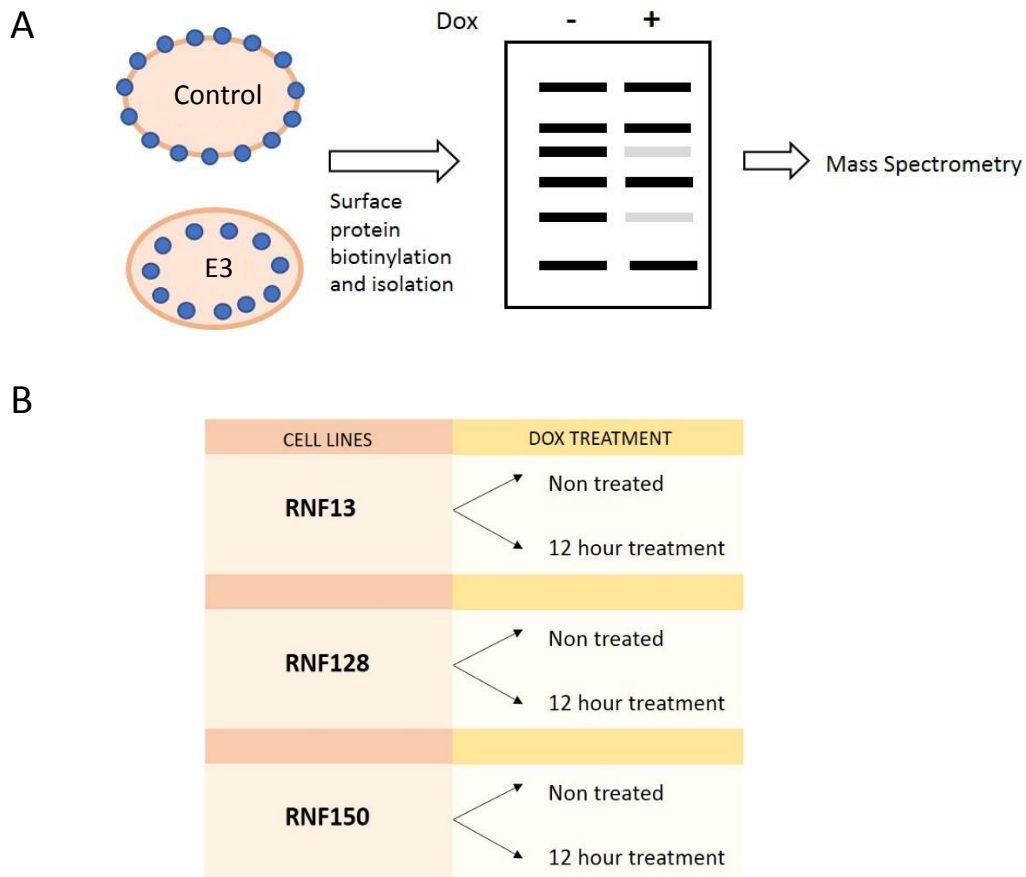 A
Dox - +
Control
E3
Surface
protein
biotinylation
and isolation
Mass Spectrometry
B
CELL LINES DOX TREATMENT
RNF13
Non treated
12 hour treatment
RNF128
Non treated
12 hour treatment
RNF150
Non treated
12 hour treatment